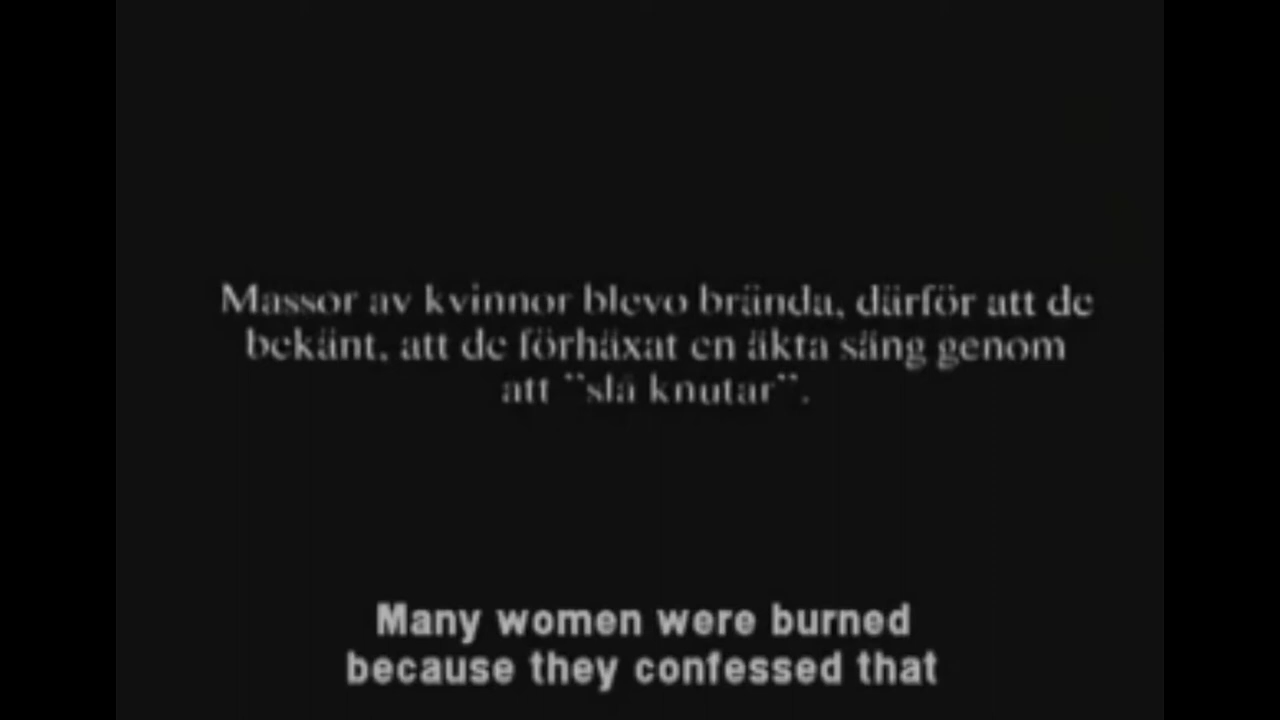 Massor av kvinnor blevo brända, därför att de
bekänt, att de förhäxat en äkta säng genom
att ”slå knutar”.
Many women were burned
because they confessed that